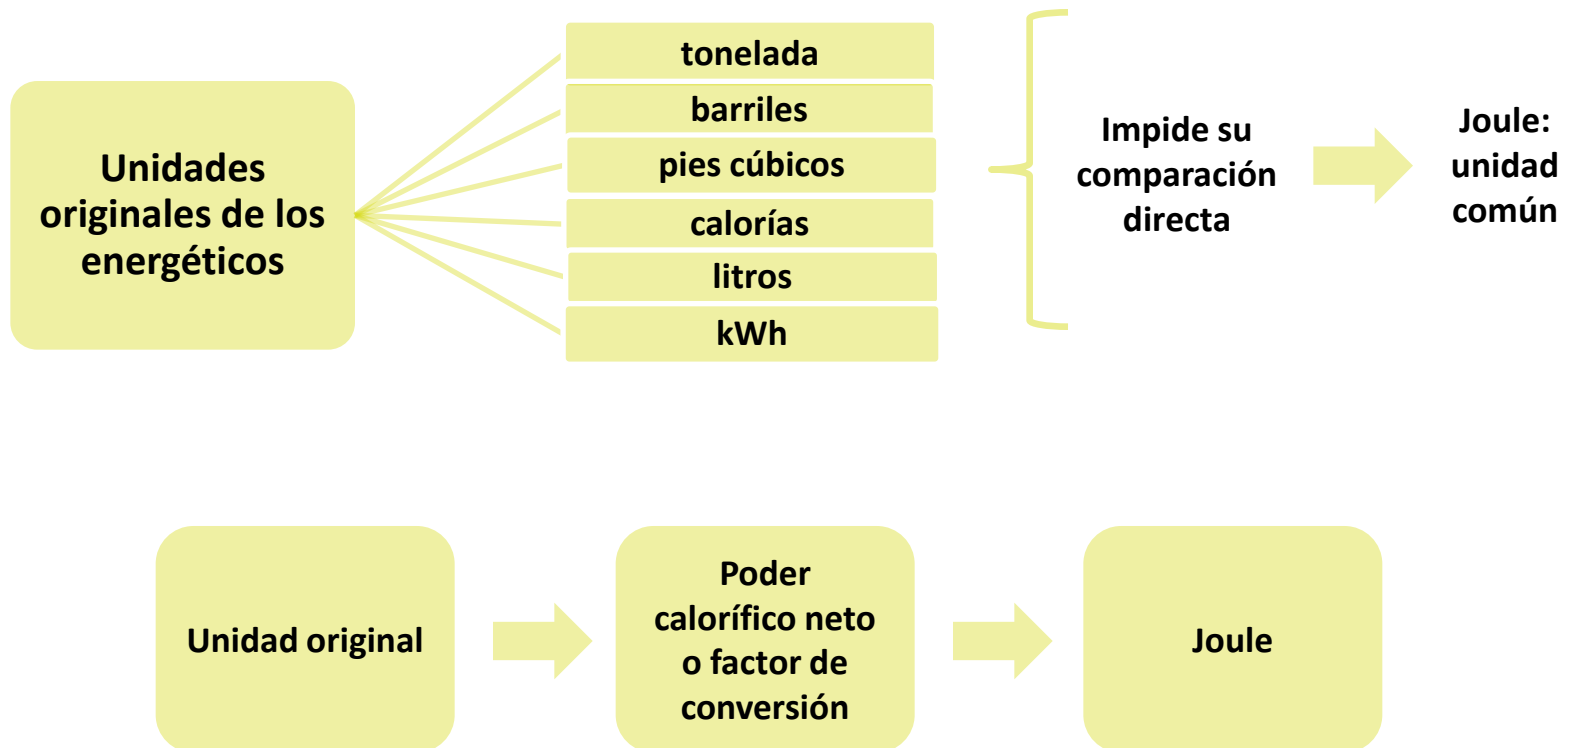 Unidades
originales de los
energéticos
tonelada
barriles
pies cúbicos
calorías
litros
kWh
Impide su
comparación
directa
Joule:
unidad
común
Unidad original
Poder
calorífico neto
o factor de
conversión
Joule